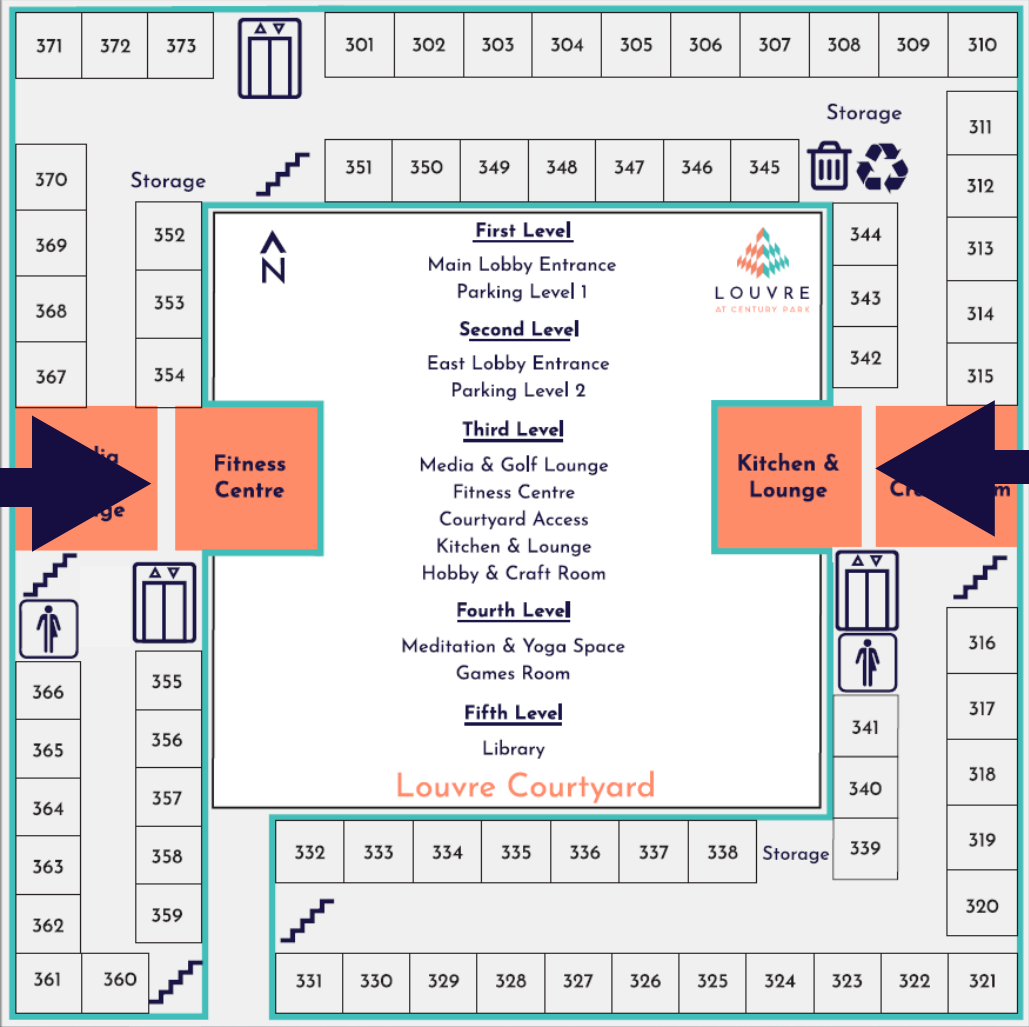 371 372 373 301 302 303 304 305 306 307 308 309 310
Storage
311
351 350 349 348 347 346 345
370 Storage
312
352 344
369 353 343 313
368 342 314
367 354 315
N
LOUVRE
AT CENTURY PARK
First Level
Main Lobby Entrance
Parking Level 1
Second Level
East Lobby Entrance
Parking Level 2
Third Level
Media & Golf Lounge
Fitness Centre
Courtyard Access
Kitchen & Lounge
Hobby & Craft Room
Fourth Level
Meditation & Yoga Space
Games Room
Fifth Level
Library
Louvre Courtyard
Fitness
Centre
Kitchen &
Lounge
316
366 355 317
365 356 341 318
364 357 340 319
363 358 332 333 334 335 336 337 338 Storage 339
362 359 320
361 360 331 330 329 328 327 326 325 324 323 322 321